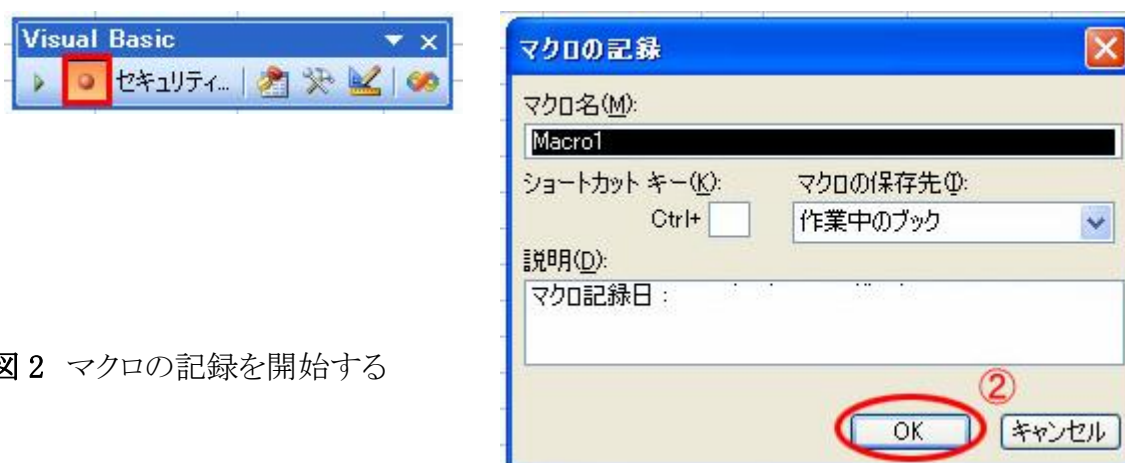 Visual Basic
セキュリティ...
図 2 マクロの記録を開始する
マクロの記録
マクロ名(M):
Macro1
ショートカット キー(K):
Ctrl+
マクロの保存先(I):
作業中のブック
説明(D):
マクロ記録日 :
②
OK
キャンセル